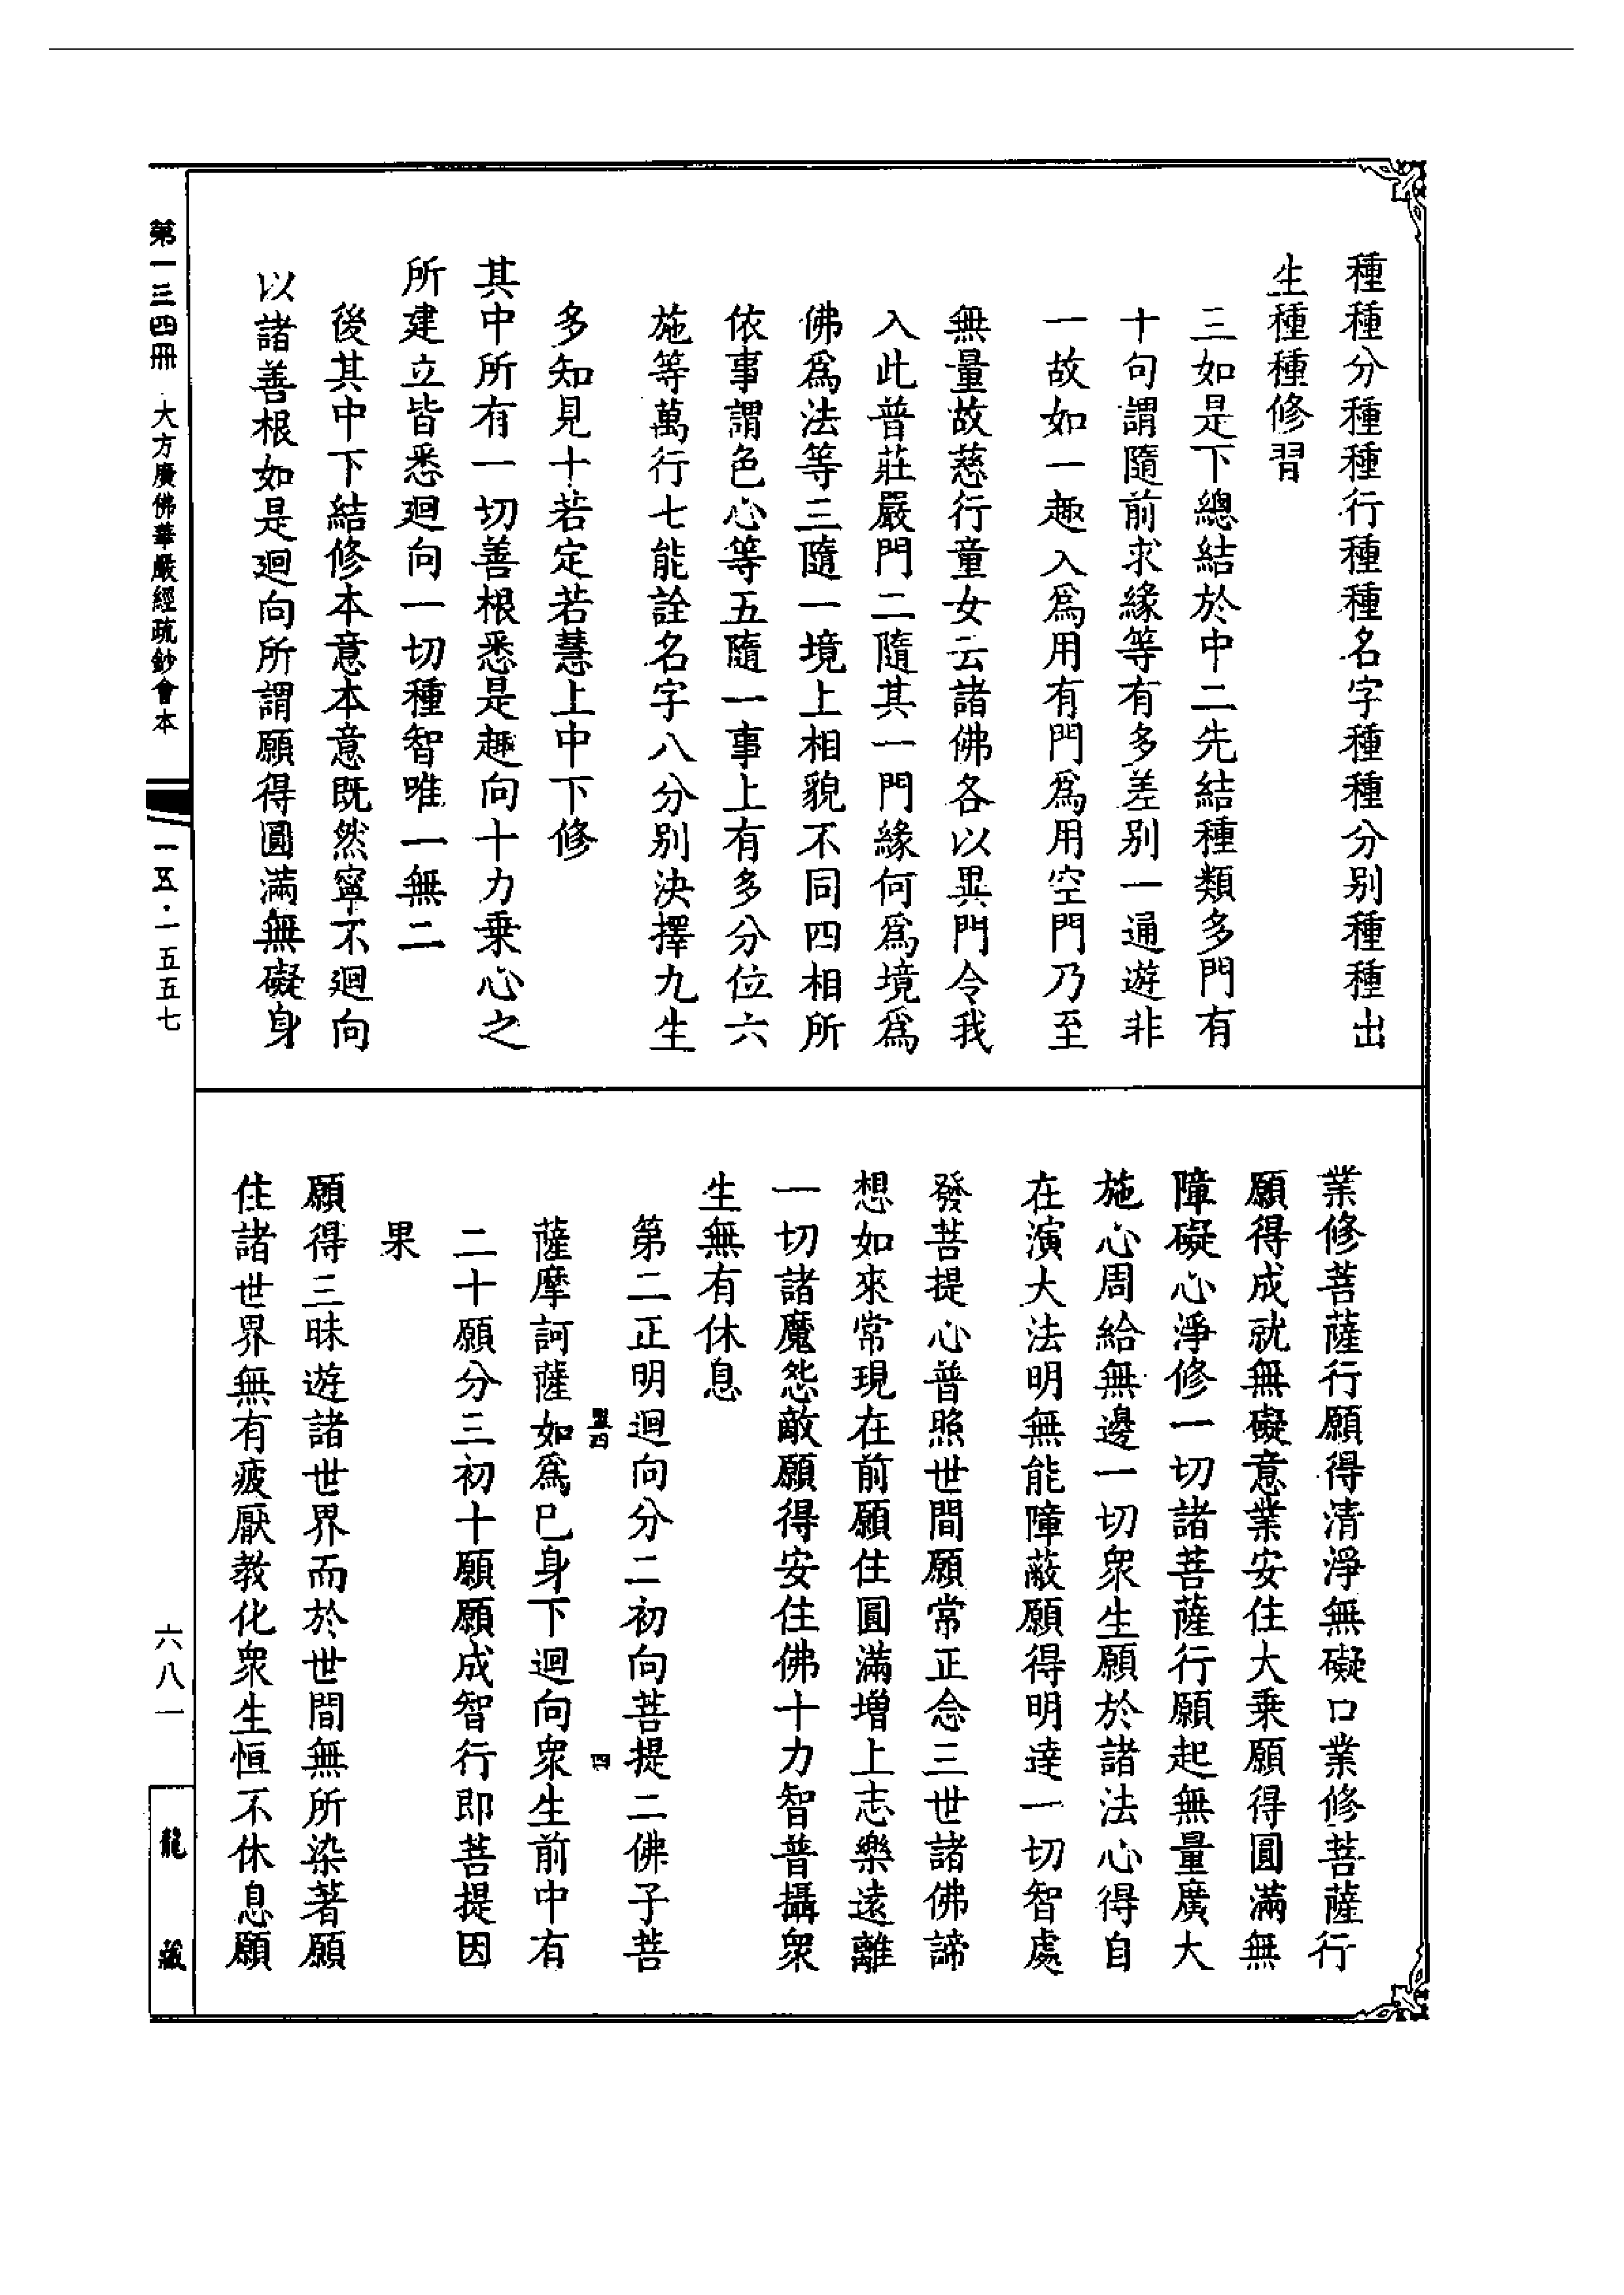 種種分種種行種種名字種種分別種種出
生種種修習
三如是下總結於中二先結種類多門有
十句謂隨前求緣等有多差別一通遊非
一故如一趣入爲用有門爲用空門乃至
無量故慈行童女云諸佛各以異門令我
入此普莊嚴門二隨其一門緣何爲境爲
佛爲法等三隨一境上相貌不同四相所
依事謂色心等五隨一事上有多分位六
施等萬行七能詮名字八分別決擇九生
多知見十若定若慧上中下修
其中所有一切善根悉是趣向十力乗心之
所建立皆悉迴向一切種智唯一無二
後其中下結修本意本意既然寧不迴向
以諸善根如是迴向所謂願得圓滿無礙身
業修菩薩行願得清淨無礙口業修菩薩行
願得成就無礙意業安住大乗願得圓滿無
障礙心淨修一切諸菩薩行願起無量廣大
施心周給無邊一切衆生願於諸法心得自
在演大法明無能障蔽願得明達一切智處
發菩提心普照世間願常正念三世諸佛諦
想如來常現在前願住圓滿增上志樂遠離
一切諸魔怨敵願得安住佛十力智普攝衆
生無有休息
第二正明迴向分二初向菩提二佛子菩
四
薩摩訶薩如爲已身下迴向衆生前中有
二十願分三初十願願成智行即菩提因
果
願得三昧遊諸世界而於世間無所染著願
住諸世界無有疲厭教化衆生恒不休息願
第一三四冊 大方廣佛華嚴經疏鈔會本
一五·一五五七
六八一
龍藏